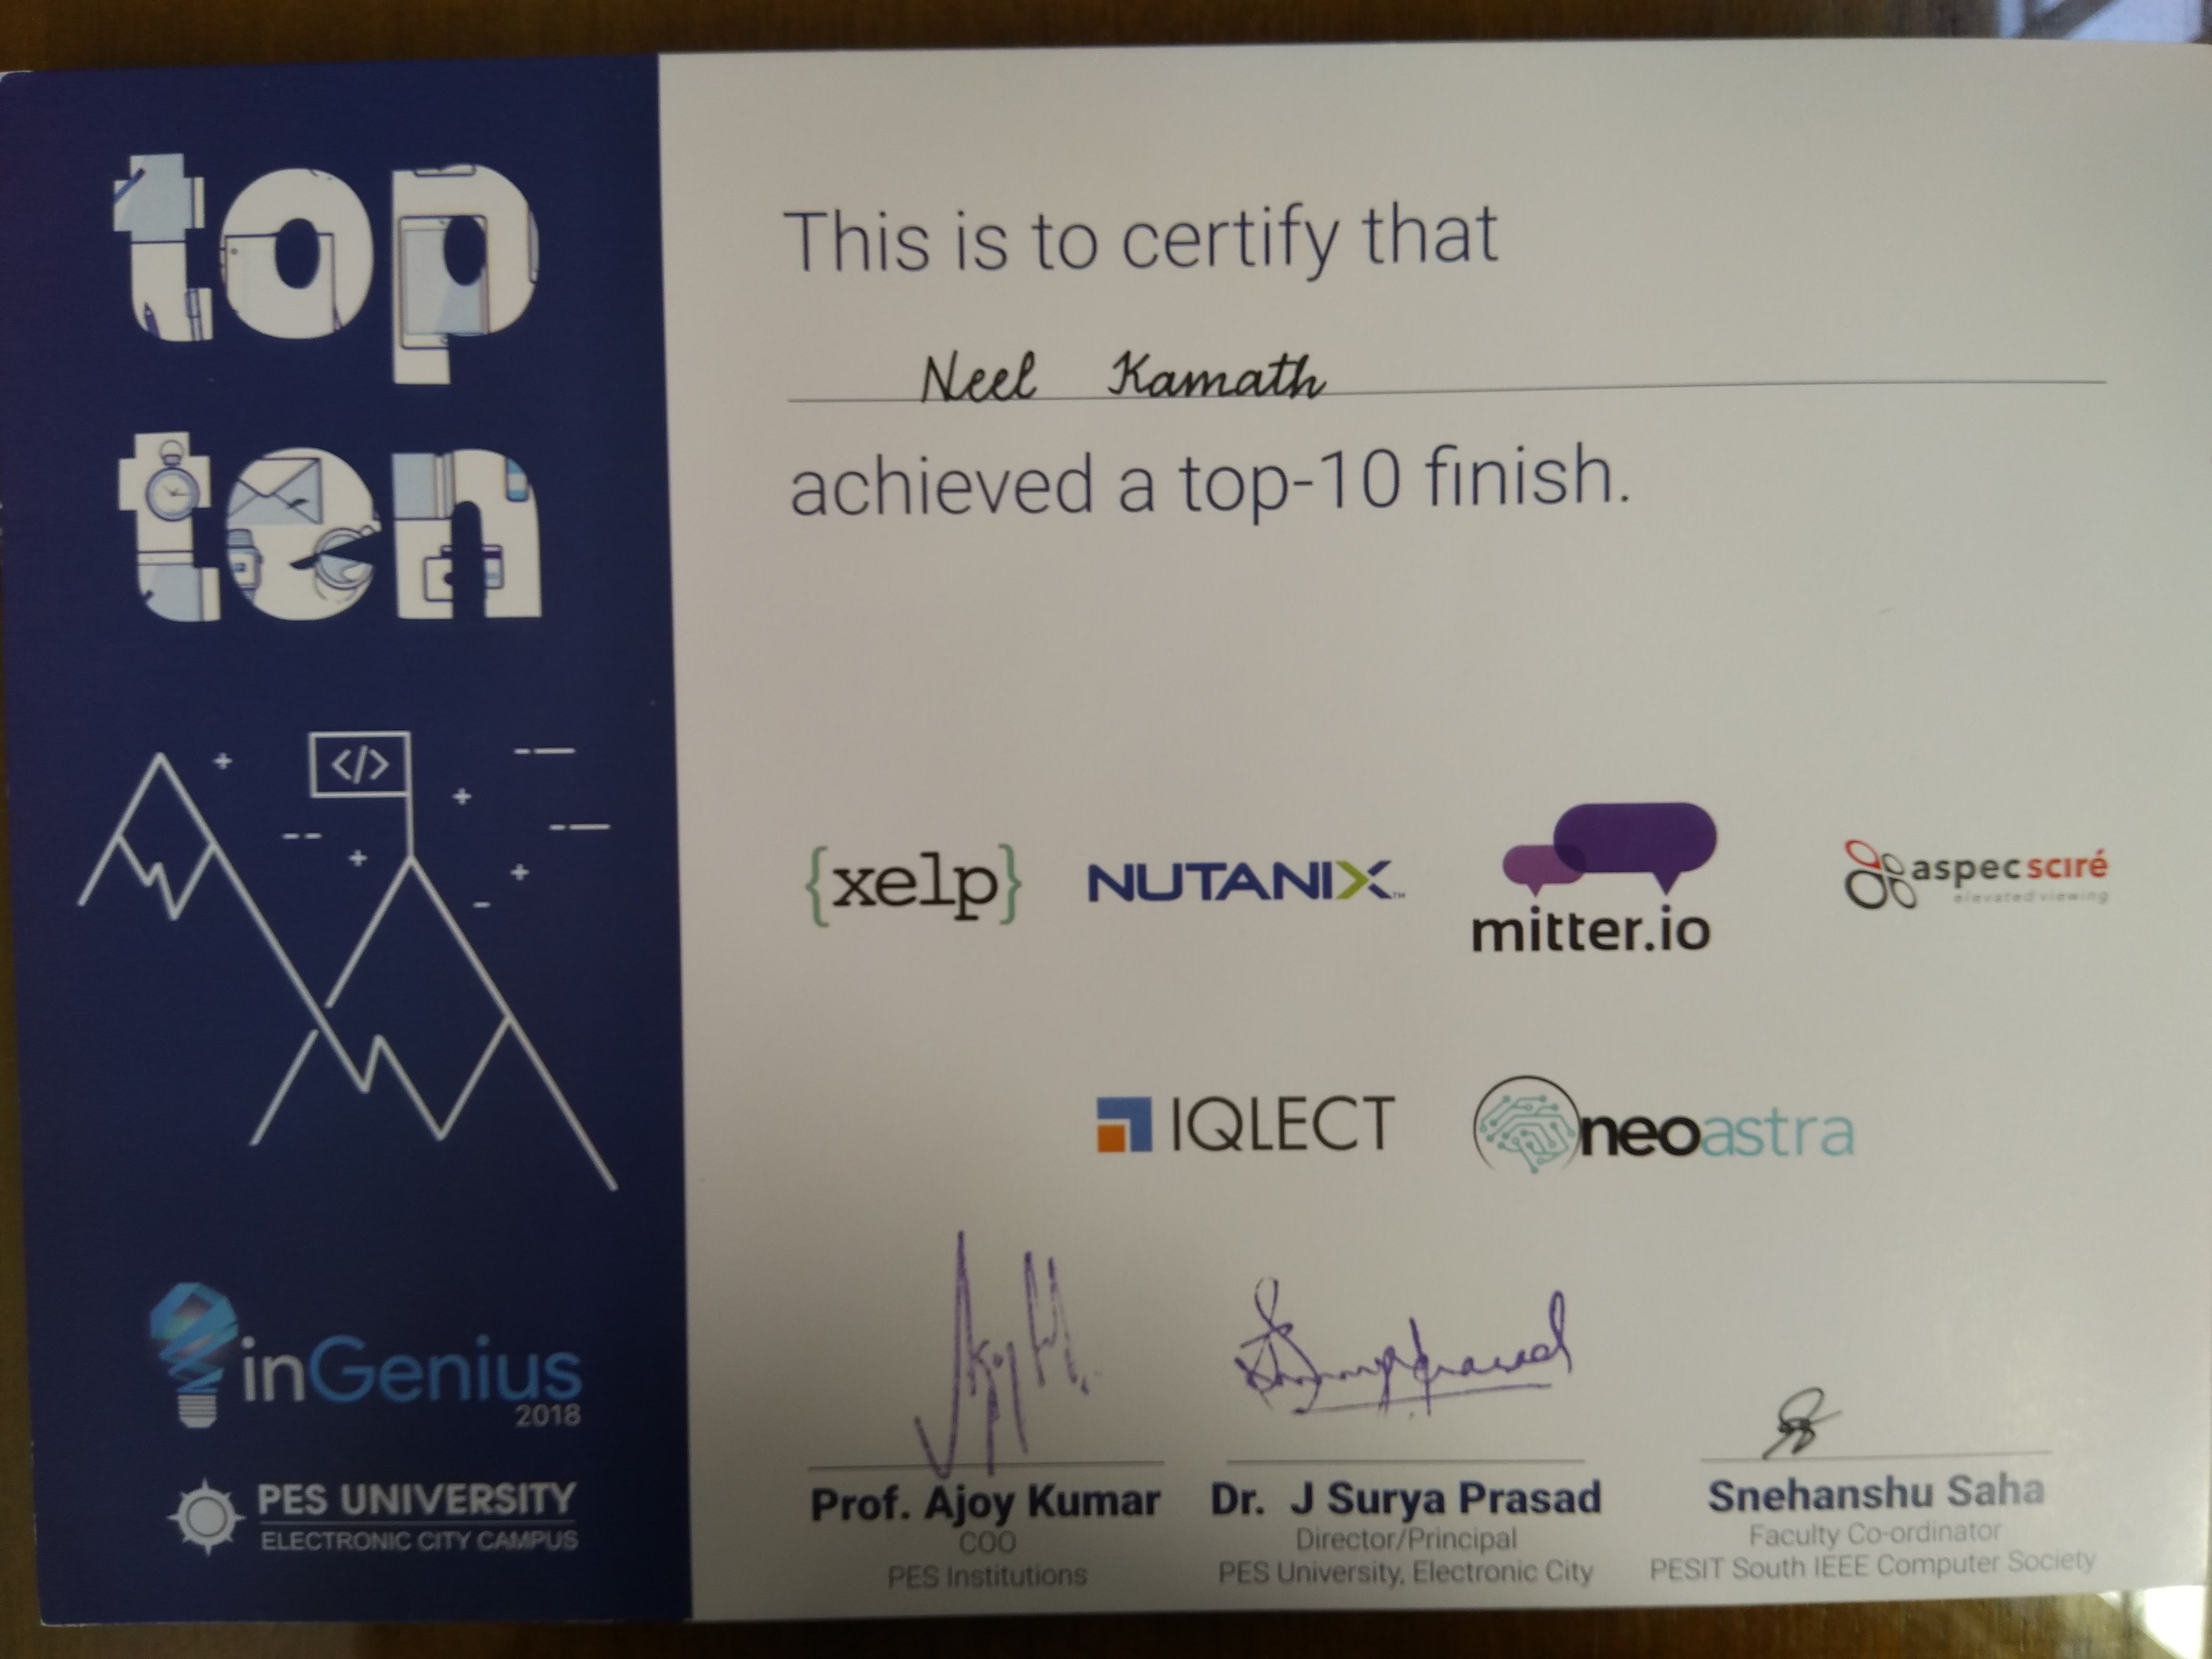 top
ten
</>
inGenius
2018
PES UNIVERSITY
ELECTRONIC CITY CAMPUS
This is to certify that
Neel Kamath
achieved a top-10 finish.
{xelp}
NUTANIX™
mitter.io
aspec sciré
elevated viewing
IQLECT
neoastra
Prof. Ajoy Kumar
COO
PES Institutions
Dr. J Surya Prasad
Director/Principal
PES University, Electronic City
Snehanshu Saha
Faculty Co-ordinator
PESIT South IEEE Computer Society